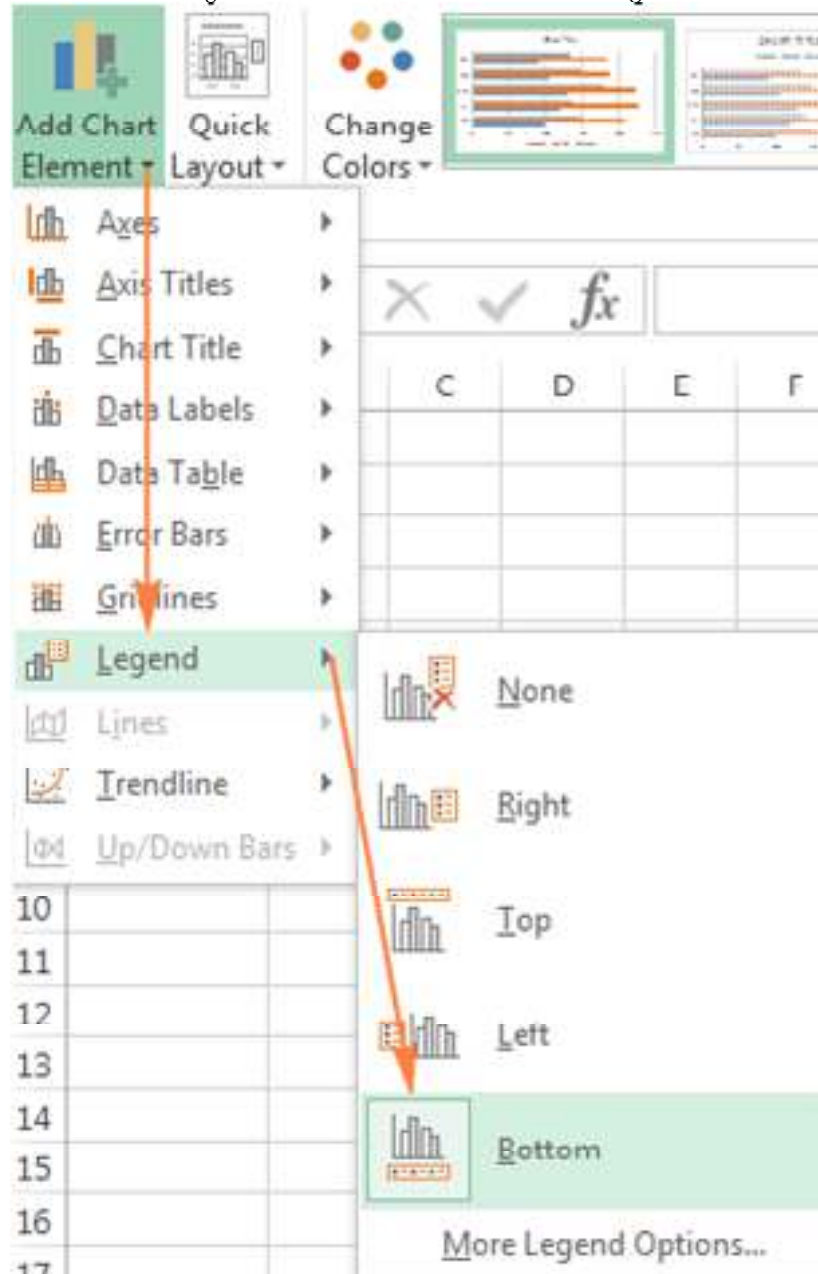 Add Chart Element
Quick Layout
Change Colors
Axes
Axis Titles
fx
Chart Title
C D E F
Data Labels
Data Table
Error Bars
Gridlines
Legend
None
Lines
Trendline
Right
Up/Down Bars
10
Top
11
12
Left
13
14
Bottom
15
16
More Legend Options...
17